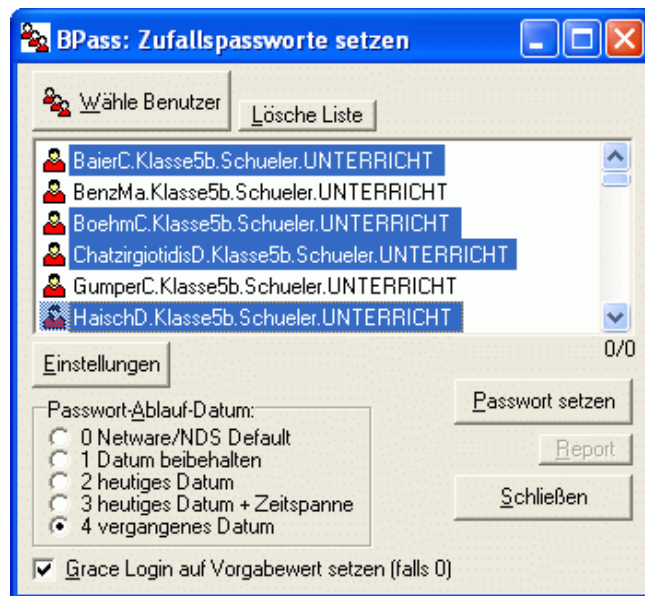 BPass: Zufallspassworte setzen
Wähle Benutzer
Lösche Liste
BaierC.Klasse5b.Schueler.UNTERRICHT
BenzMa.Klasse5b.Schueler.UNTERRICHT
BoehmC.Klasse5b.Schueler.UNTERRICHT
ChatzirgiotidisD.Klasse5b.Schueler.UNTERRICHT
GumperC.Klasse5b.Schueler.UNTERRICHT
HaischD.Klasse5b.Schueler.UNTERRICHT
0/0
Einstellungen
Passwort-Ablauf-Datum:
0 Netware/NDS Default
1 Datum beibehalten
2 heutiges Datum
3 heutiges Datum + Zeitspanne
4 vergangenes Datum
Passwort setzen
Report
Schließen
Grace Login auf Vorgabewert setzen (falls 0)